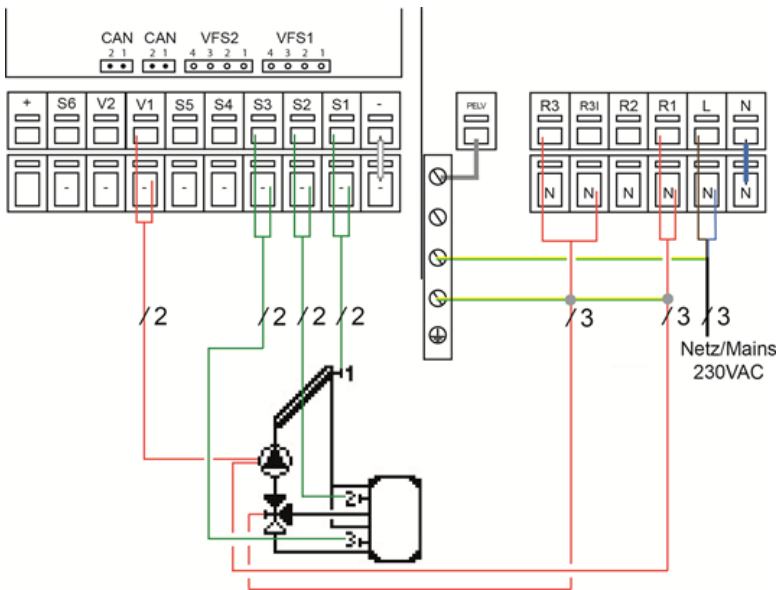 CAN CAN VFS2 VFS1
2 1 2 1 4 3 2 1 4 3 2 1
+ S6 V2 V1 S5 S4 S3 S2 S1 - PELV R3 R3I R2 R1 L N
- - - - - - - - N N N N N N
/2 /2 /2 /2 /3 /3 /3
Netz/Mains
230VAC
1
2
3